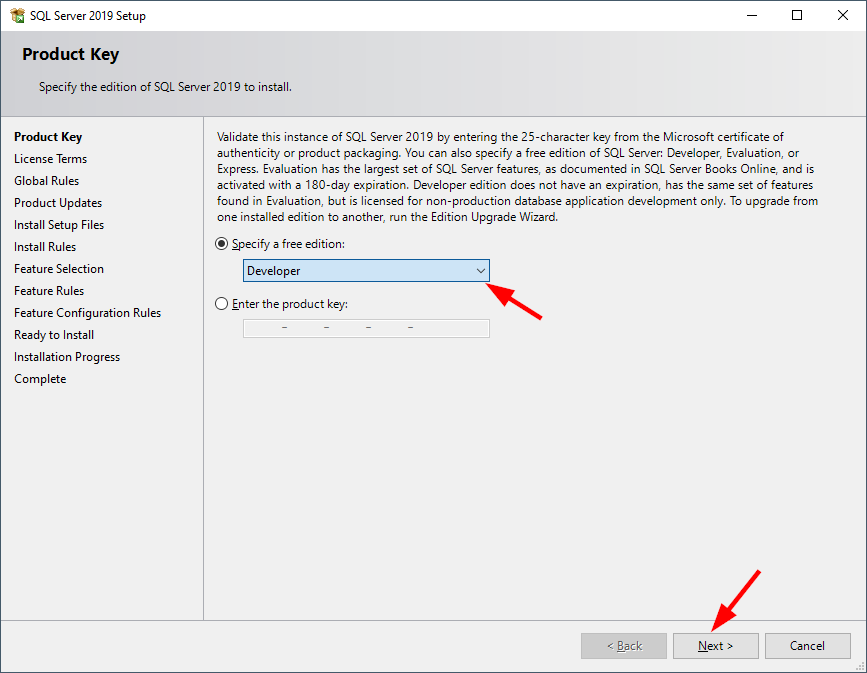 SQL Server 2019 Setup
Product Key
Specify the edition of SQL Server 2019 to install.
Product Key
License Terms
Global Rules
Product Updates
Install Setup Files
Install Rules
Feature Selection
Feature Rules
Feature Configuration Rules
Ready to Install
Installation Progress
Complete
Validate this instance of SQL Server 2019 by entering the 25-character key from the Microsoft certificate of
authenticity or product packaging. You can also specify a free edition of SQL Server: Developer, Evaluation, or
Express. Evaluation has the largest set of SQL Server features, as documented in SQL Server Books Online, and is
activated with a 180-day expiration. Developer edition does not have an expiration, has the same set of features
found in Evaluation, but is licensed for non-production database application development only. To upgrade from
one installed edition to another, run the Edition Upgrade Wizard.
Specify a free edition:
Developer
Enter the product key:
– – – –
< Back
Next >
Cancel